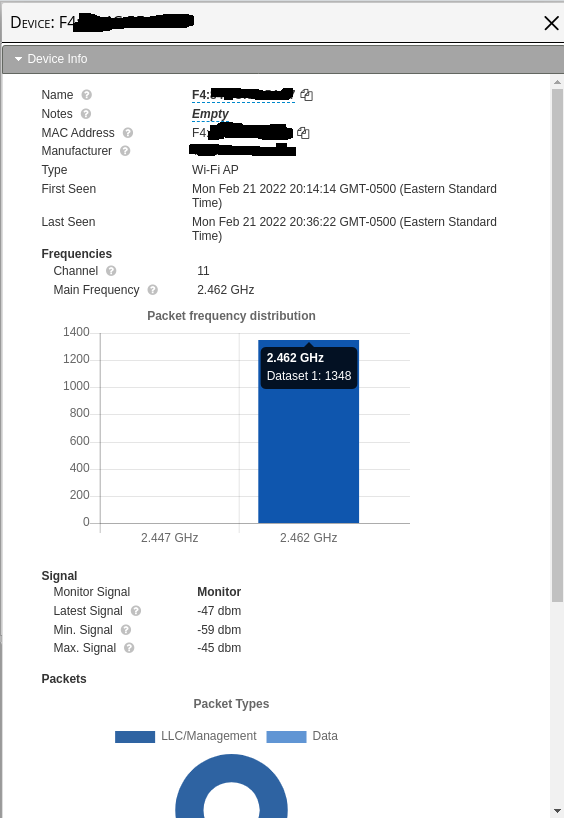 Device: F4:
Device Info
Name F4:
Notes Empty
MAC Address F4:
Manufacturer
Type Wi-Fi AP
First Seen Mon Feb 21 2022 20:14:14 GMT-0500 (Eastern Standard
Time)
Last Seen Mon Feb 21 2022 20:36:22 GMT-0500 (Eastern Standard
Time)
Frequencies
Channel 11
Main Frequency 2.462 GHz
Packet frequency distribution
1400
1200
1000
800
600
400
200
0
2.462 GHz
Dataset 1: 1348
2.447 GHz 2.462 GHz
Signal
Monitor Signal Monitor
Latest Signal -47 dbm
Min. Signal -59 dbm
Max. Signal -45 dbm
Packets
Packet Types
LLC/Management Data